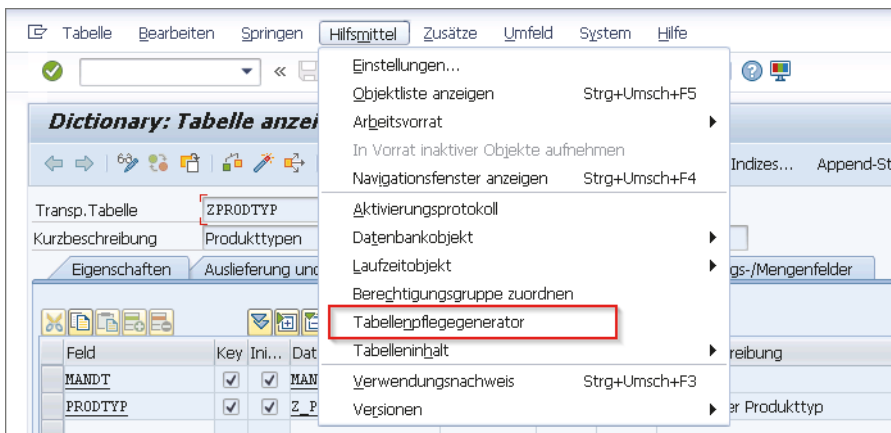 Tabelle Bearbeiten Springen Hilfsmittel Zusätze Umfeld System Hilfe
Einstellungen...
Objektliste anzeigen Strg+Umsch+F5
Dictionary: Tabelle anzei
Arbeitsvorrat
In Vorrat inaktiver Objekte aufnehmen
Indizes... Append-St
Navigationsfenster anzeigen Strg+Umsch+F4
Transp.Tabelle ZPRODTYP
Aktivierungsprotokoll
Kurzbeschreibung Produkttypen
Datenbankobjekt
Eigenschaften Auslieferung und
Laufzeitobjekt
gs-/Mengenfelder
Berechtigungsgruppe zuordnen
Tabellenpflegegenerator
Feld Key Ini... Dat
Tabelleninhalt
reibung
MANDT MAN
Verwendungsnachweis Strg+Umsch+F3
PRODTYP Z_P
Versionen
er Produkttyp